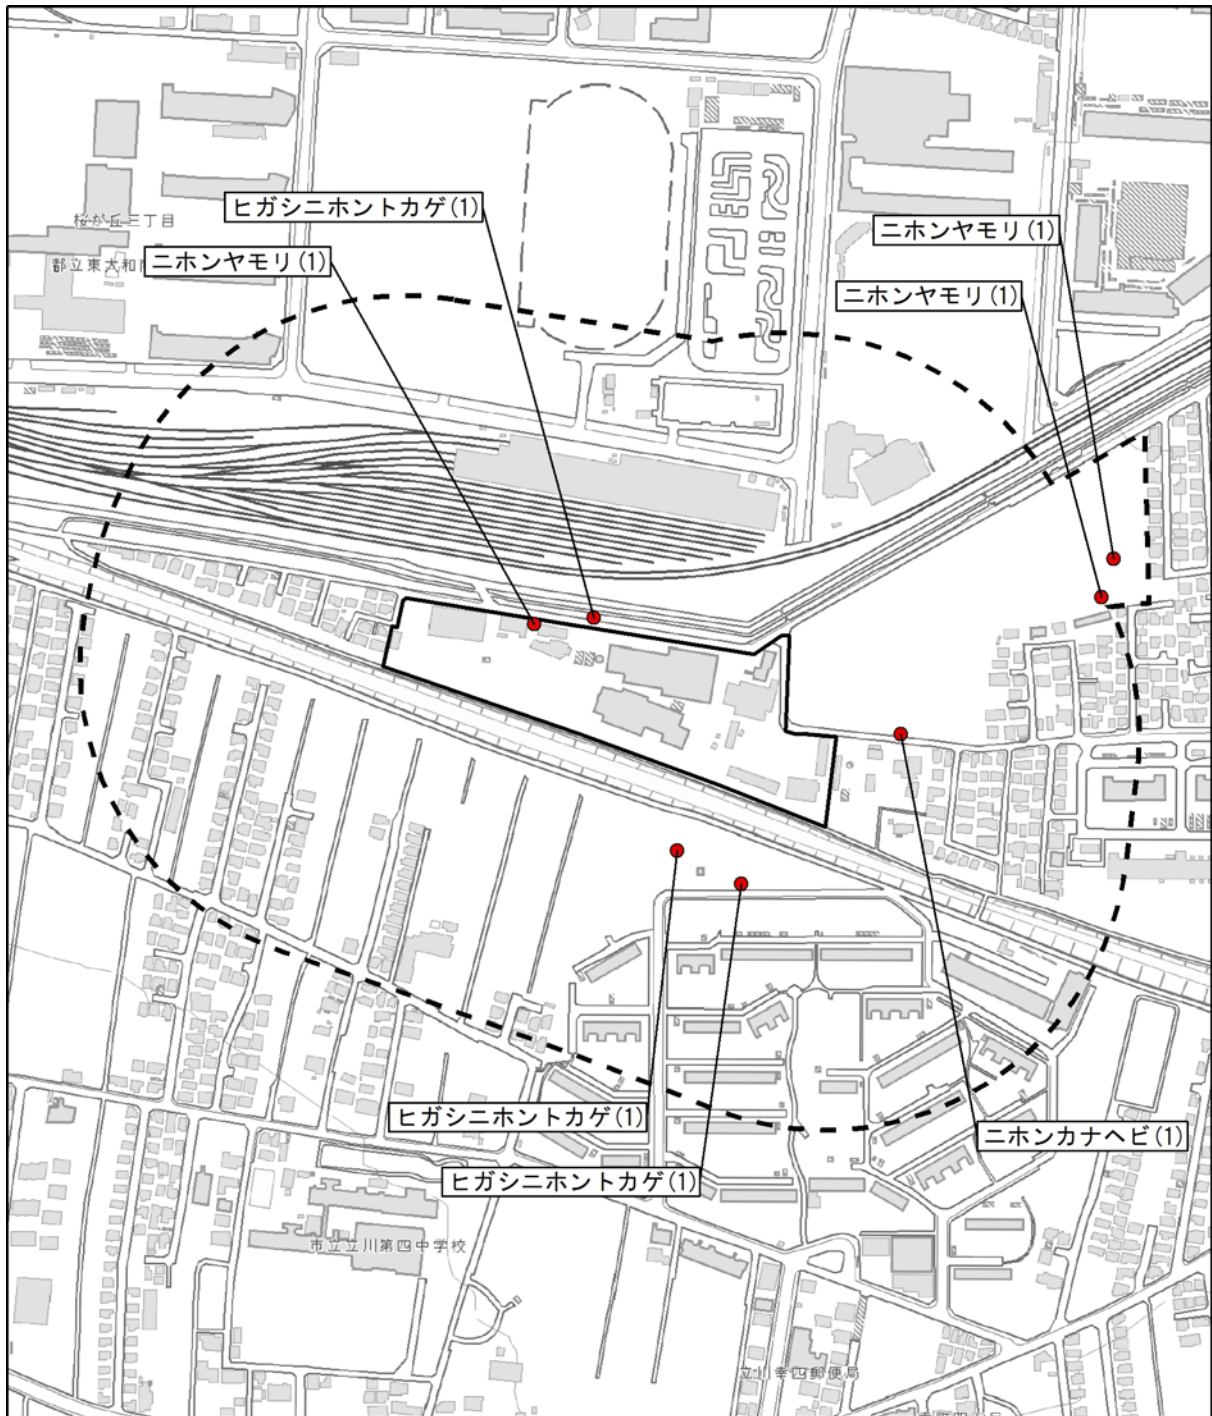 ヒガシニホントカゲ(1)
桜が丘三丁目
ニホンヤモリ(1)
ニホンヤモリ(1)
都立東大和南
ニホンヤモリ(1)
ヒガシニホントカゲ(1)
ニホンカナヘビ(1)
ヒガシニホントカゲ(1)
市立立川第四中学校
立川幸四郵便局